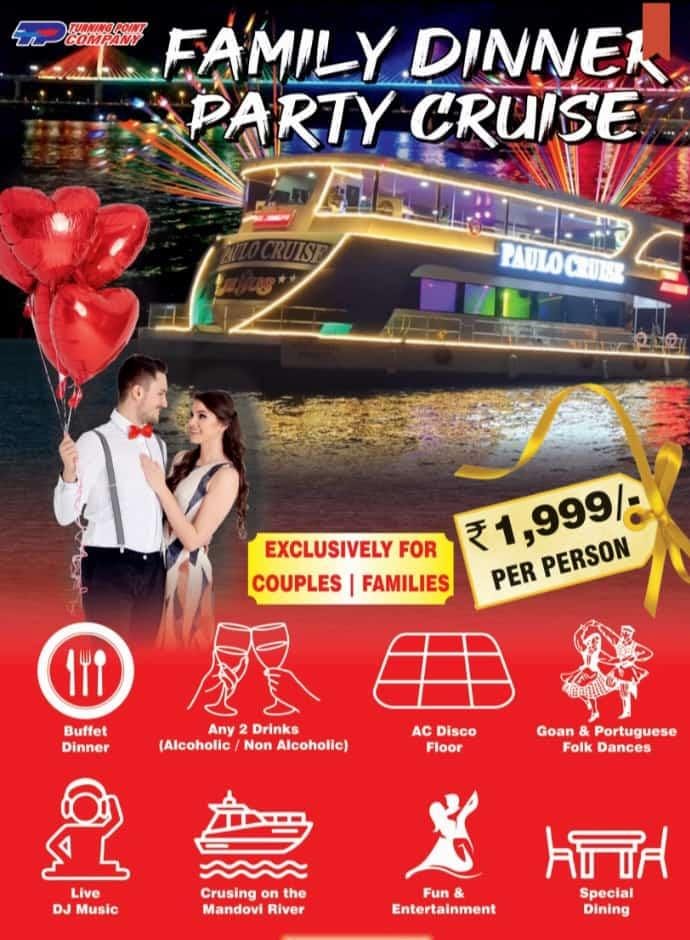 TURNING POINT
COMPANY
FAMILY DINNER
PARTY CRUISE
PAULO CRUISE
PAULO CRUISE
₹ 1,999/-
PER PERSON
EXCLUSIVELY FOR
COUPLES | FAMILIES
Buffet
Dinner
Any 2 Drinks
(Alcoholic / Non Alcoholic)
AC Disco
Floor
Goan & Portuguese
Folk Dances
Live
DJ Music
Crusing on the
Mandovi River
Fun &
Entertainment
Special
Dining